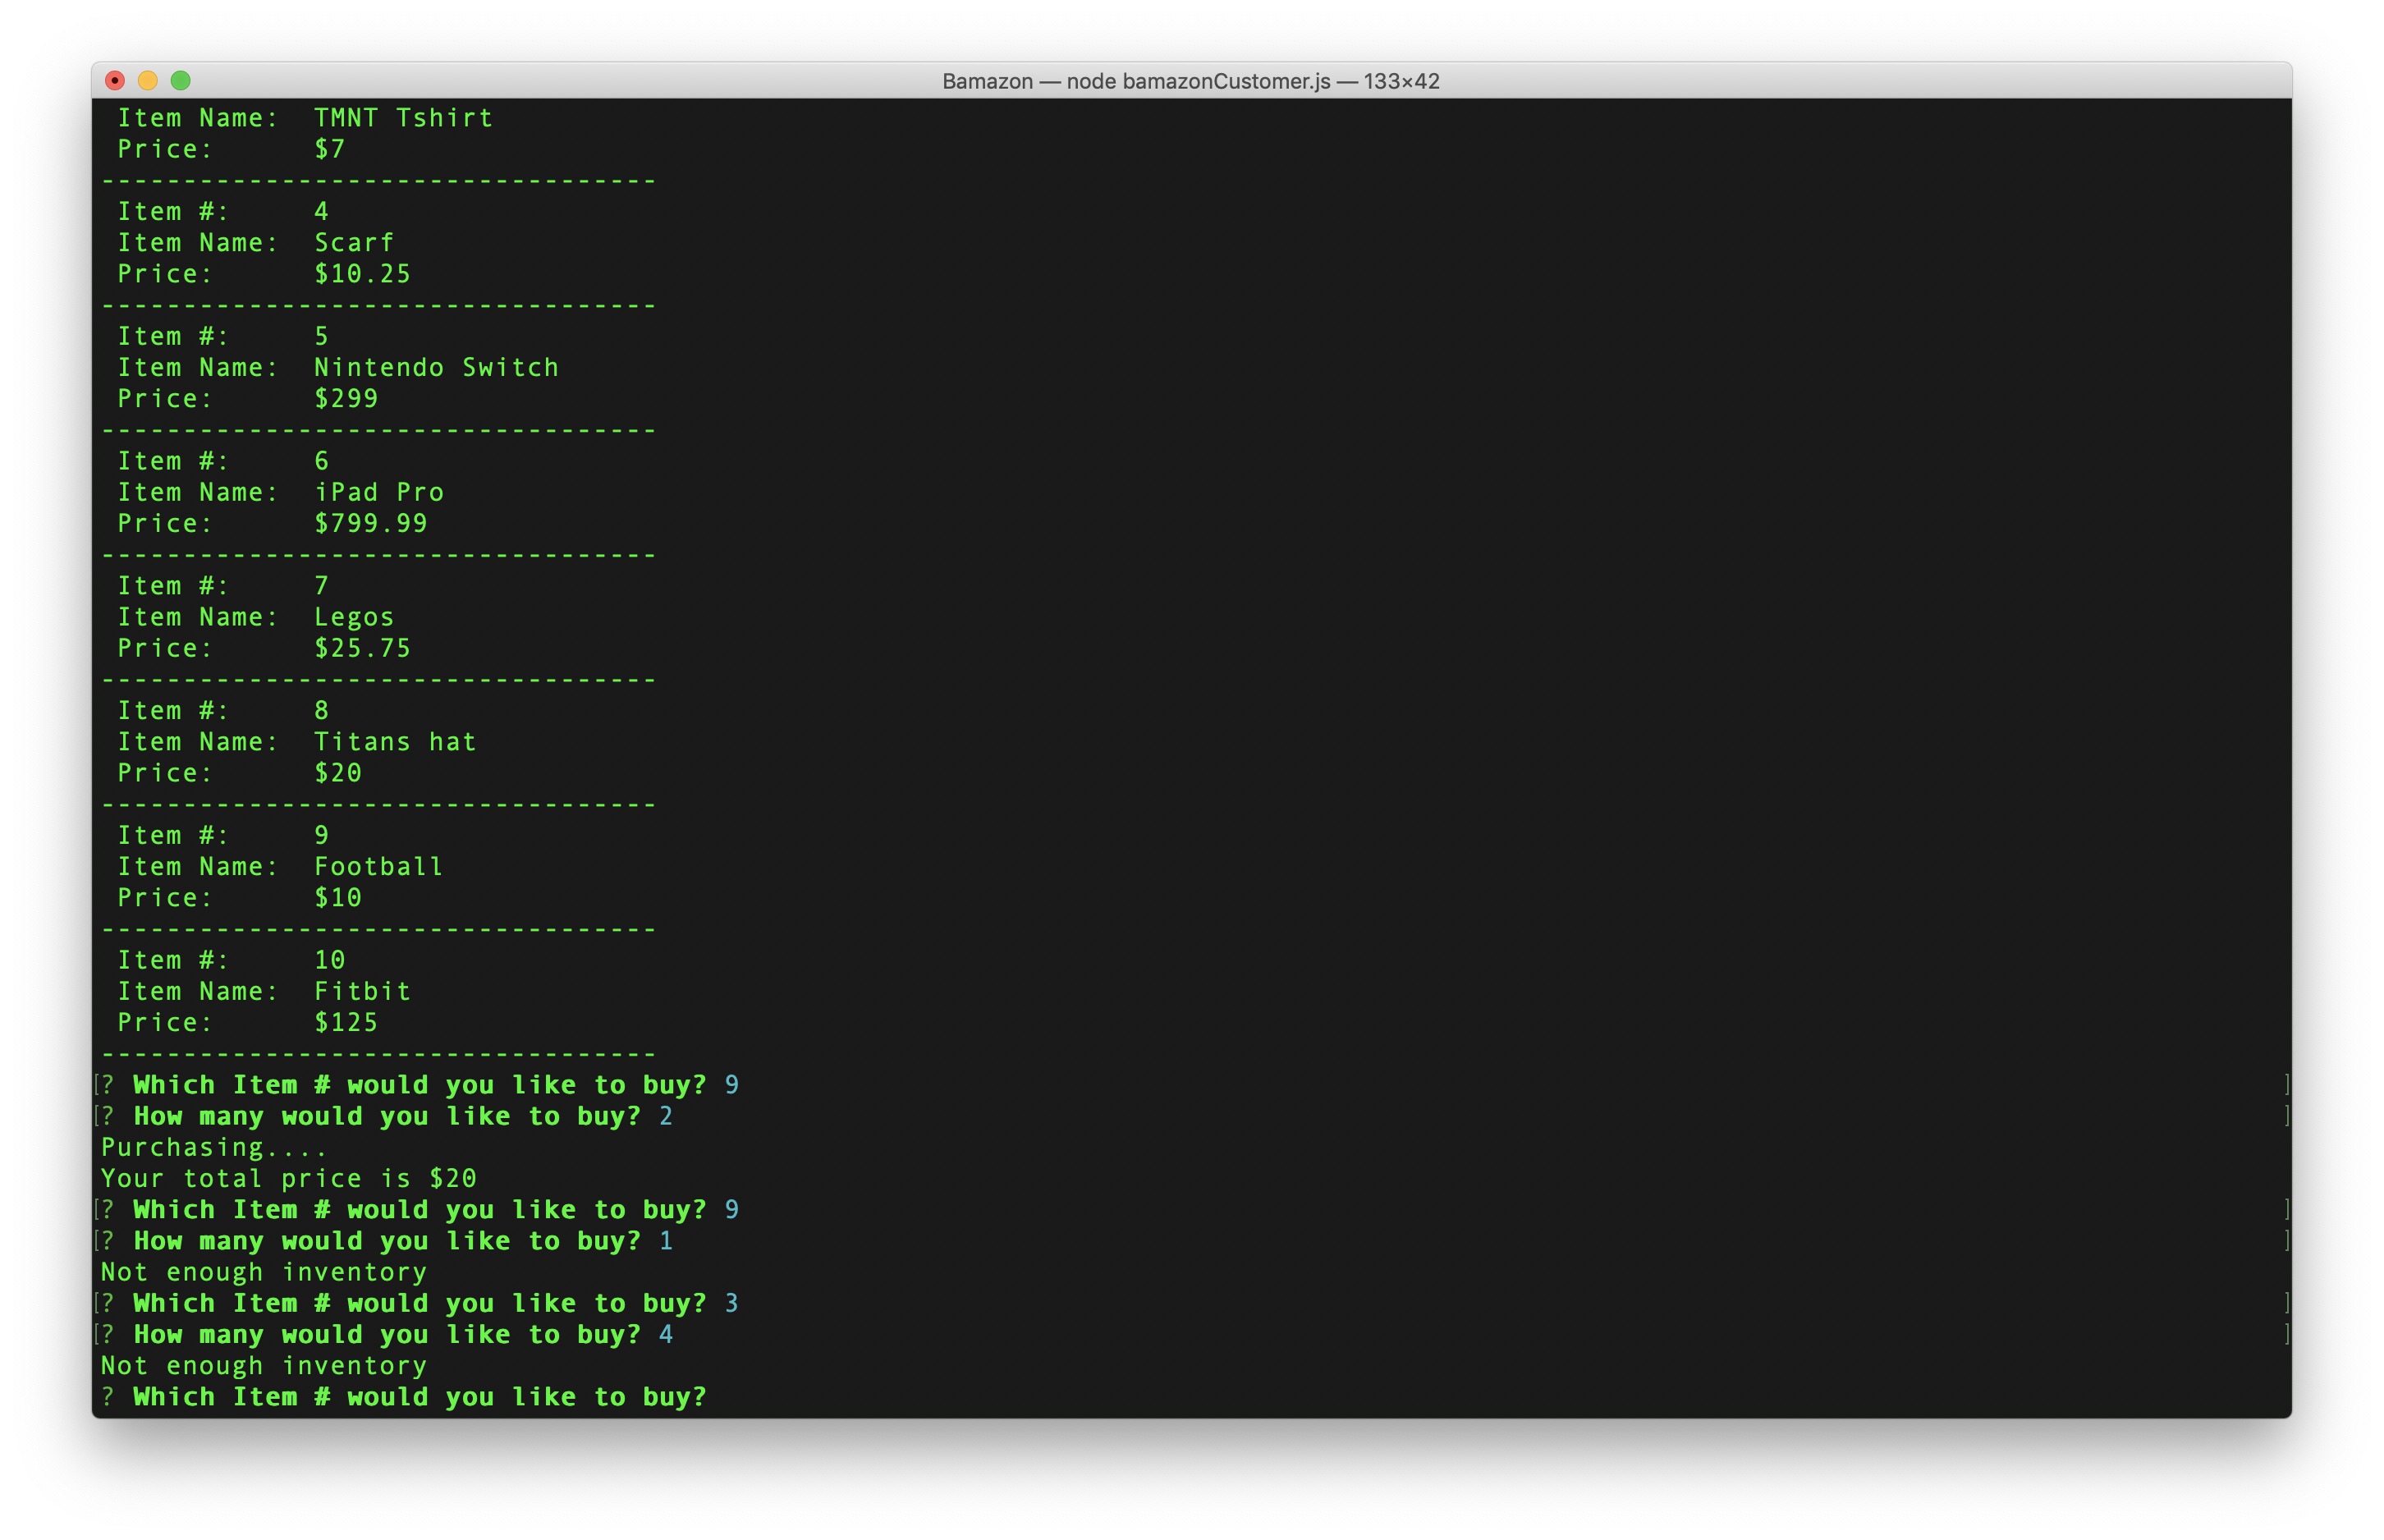 Bamazon — node bamazonCustomer.js — 133×42
Item Name: TMNT Tshirt
Price: $7
----------------------------------
Item #: 4
Item Name: Scarf
Price: $10.25
----------------------------------
Item #: 5
Item Name: Nintendo Switch
Price: $299
----------------------------------
Item #: 6
Item Name: iPad Pro
Price: $799.99
----------------------------------
Item #: 7
Item Name: Legos
Price: $25.75
----------------------------------
Item #: 8
Item Name: Titans hat
Price: $20
----------------------------------
Item #: 9
Item Name: Football
Price: $10
----------------------------------
Item #: 10
Item Name: Fitbit
Price: $125
----------------------------------
[? Which Item # would you like to buy? 9 ]
[? How many would you like to buy? 2 ]
Purchasing....
Your total price is $20
[? Which Item # would you like to buy? 9 ]
[? How many would you like to buy? 1 ]
Not enough inventory
[? Which Item # would you like to buy? 3 ]
[? How many would you like to buy? 4 ]
Not enough inventory
? Which Item # would you like to buy?